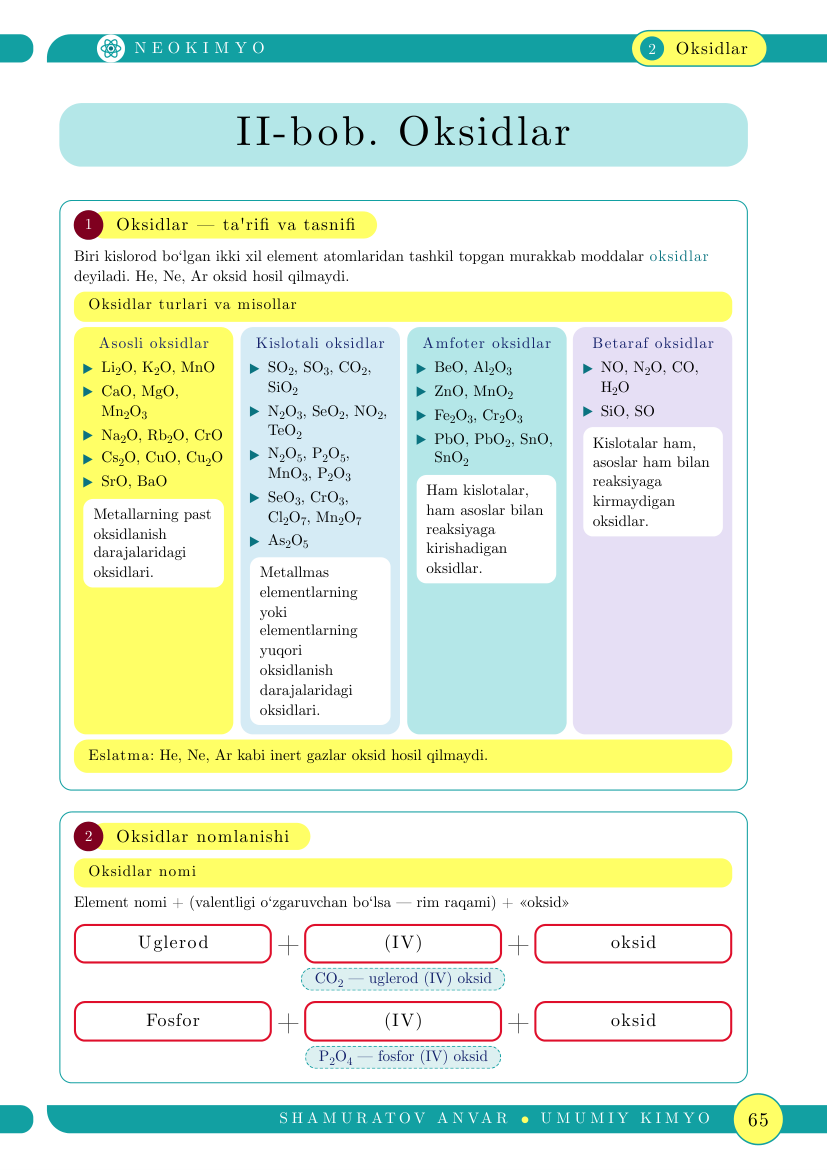 NEOKIMYO
2 Oksidlar
II-bob. Oksidlar
1 Oksidlar — ta'rifi va tasnifi
Biri kislorod bo‘lgan ikki xil element atomlaridan tashkil topgan murakkab moddalar oksidlar
deyiladi. He, Ne, Ar oksid hosil qilmaydi.
Oksidlar turlari va misollar
Asosli oksidlar
▶ Li₂O, K₂O, MnO
▶ CaO, MgO,
Mn₂O₃
▶ Na₂O, Rb₂O, CrO
▶ Cs₂O, CuO, Cu₂O
▶ SrO, BaO
Metallarning past
oksidlanish
darajalaridagi
oksidlari.
Kislotali oksidlar
▶ SO₂, SO₃, CO₂,
SiO₂
▶ N₂O₃, SeO₂, NO₂,
TeO₂
▶ N₂O₅, P₂O₅,
MnO₃, P₂O₃
▶ SeO₃, CrO₃,
Cl₂O₇, Mn₂O₇
▶ As₂O₅
Metallmas
elementlarning
yoki
elementlarning
yuqori
oksidlanish
darajalaridagi
oksidlari.
Amfoter oksidlar
▶ BeO, Al₂O₃
▶ ZnO, MnO₂
▶ Fe₂O₃, Cr₂O₃
▶ PbO, PbO₂, SnO,
SnO₂
Ham kislotalar,
ham asoslar bilan
reaksiyaga
kirishadigan
oksidlar.
Betaraf oksidlar
▶ NO, N₂O, CO,
H₂O
▶ SiO, SO
Kislotalar ham,
asoslar ham bilan
reaksiyaga
kirmaydigan
oksidlar.
Eslatma: He, Ne, Ar kabi inert gazlar oksid hosil qilmaydi.
2 Oksidlar nomlanishi
Oksidlar nomi
Element nomi + (valentligi o‘zgaruvchan bo‘lsa — rim raqami) + «oksid»
Uglerod + (IV) + oksid
CO₂ — uglerod (IV) oksid
Fosfor + (IV) + oksid
P₂O₄ — fosfor (IV) oksid
SHAMURATOV ANVAR • UMUMIY KIMYO 65